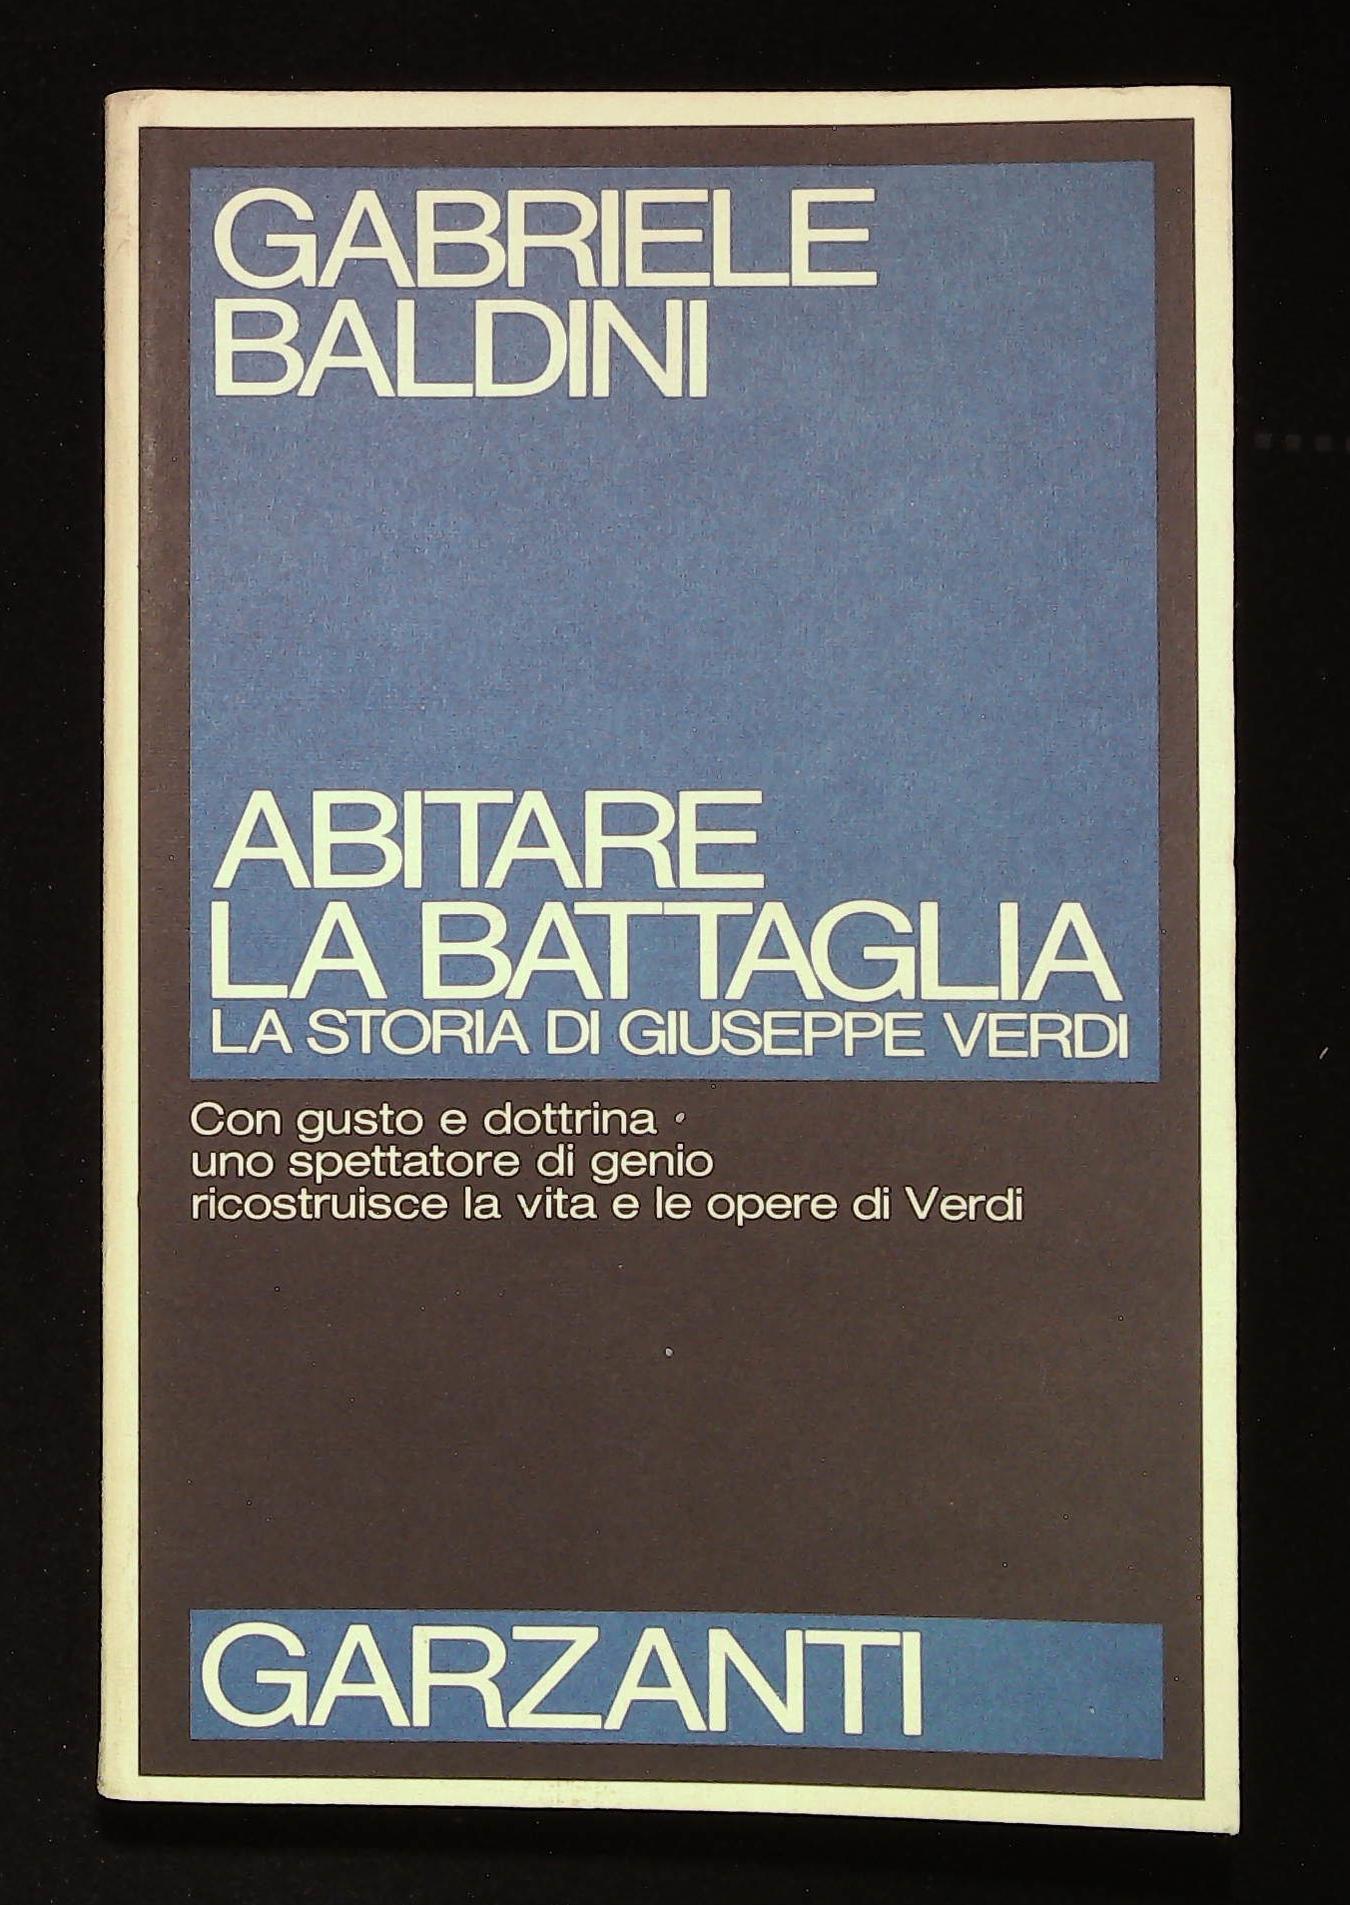 GABRIELE
BALDINI
ABITARE
LA BATTAGLIA
LA STORIA DI GIUSEPPE VERDI
Con gusto e dottrina
uno spettatore di genio
ricostruisce la vita e le opere di Verdi
GARZANTI